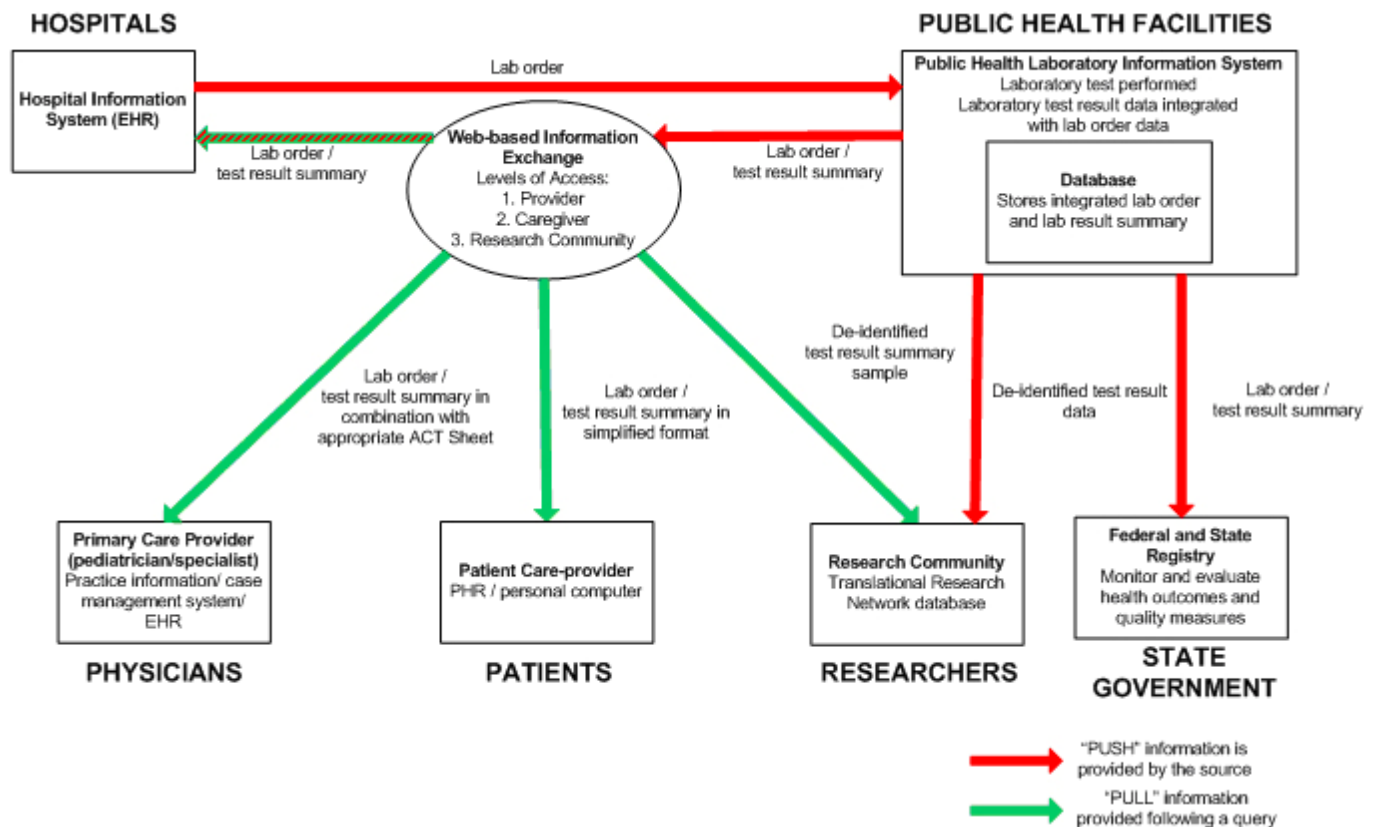 HOSPITALS
PUBLIC HEALTH FACILITIES
Hospital Information
System (EHR)
Lab order
Public Health Laboratory Information System
Laboratory test performed
Laboratory test result data integrated
with lab order data
Database
Stores integrated lab order
and lab result summary
Web-based Information
Exchange
Levels of Access:
1. Provider
2. Caregiver
3. Research Community
Lab order /
test result summary
Lab order /
test result summary
Lab order /
test result summary in
combination with
appropriate ACT Sheet
Lab order /
test result summary in
simplified format
De-identified
test result summary
sample
De-identified test result
data
Lab order /
test result summary
Primary Care Provider
(pediatrician/specialist)
Practice information/ case
management system/
EHR
Patient Care-provider
PHR / personal computer
Research Community
Translational Research
Network database
Federal and State
Registry
Monitor and evaluate
health outcomes and
quality measures
PHYSICIANS
PATIENTS
RESEARCHERS
STATE
GOVERNMENT
"PUSH" information is
provided by the source
"PULL" information
provided following a query